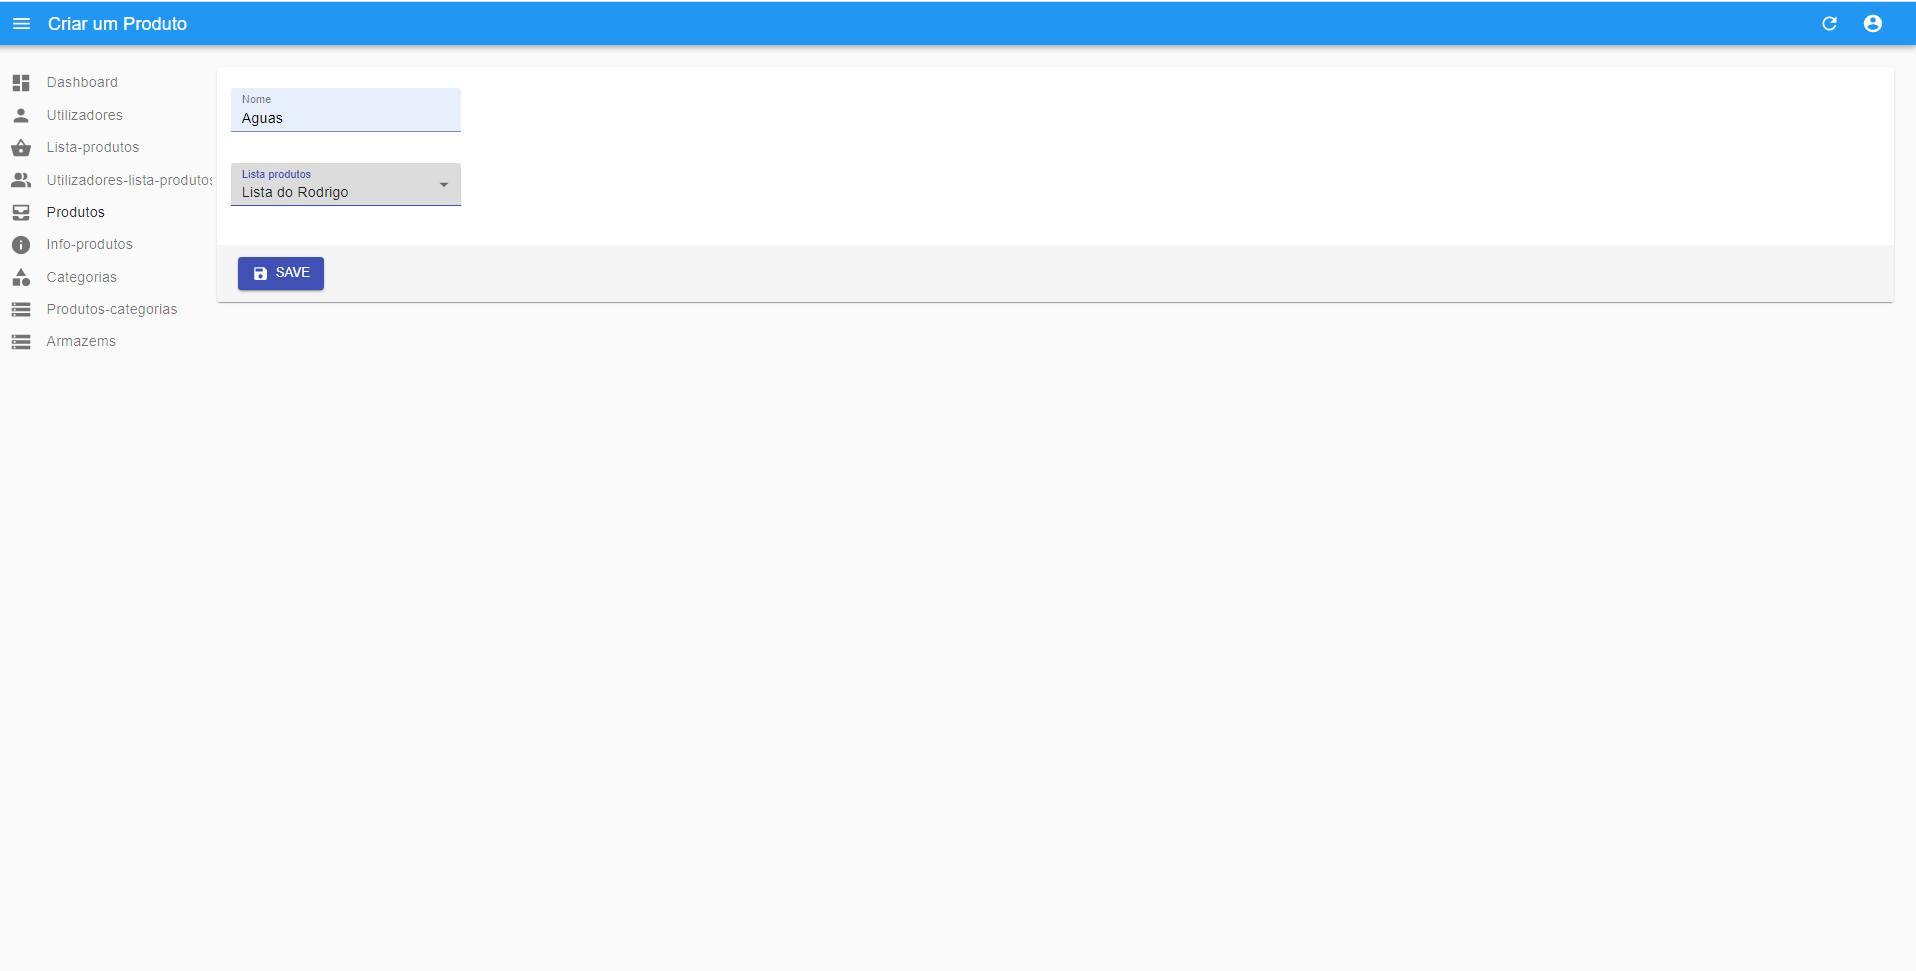 Criar um Produto
Dashboard
Utilizadores
Lista-produtos
Utilizadores-lista-produtos
Produtos
Info-produtos
Categorias
Produtos-categorias
Armazems
Nome
Aguas
Lista produtos
Lista do Rodrigo
SAVE